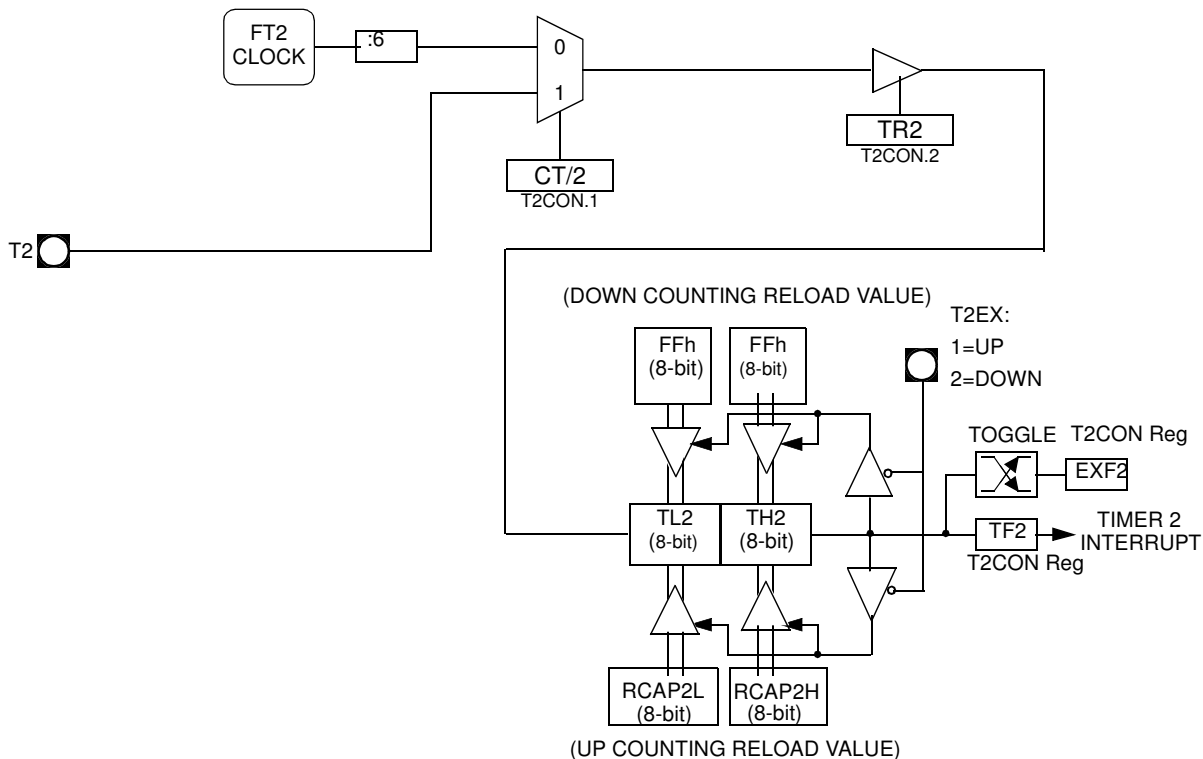 FT2
CLOCK
:6
0
1
TR2
T2CON.2
CT/2
T2CON.1
T2
(DOWN COUNTING RELOAD VALUE)
T2EX:
1=UP
2=DOWN
FFh
(8-bit)
FFh
(8-bit)
TOGGLE
T2CON Reg
EXF2
TL2
(8-bit)
TH2
(8-bit)
TF2
T2CON Reg
TIMER 2
INTERRUPT
RCAP2L
(8-bit)
RCAP2H
(8-bit)
(UP COUNTING RELOAD VALUE)